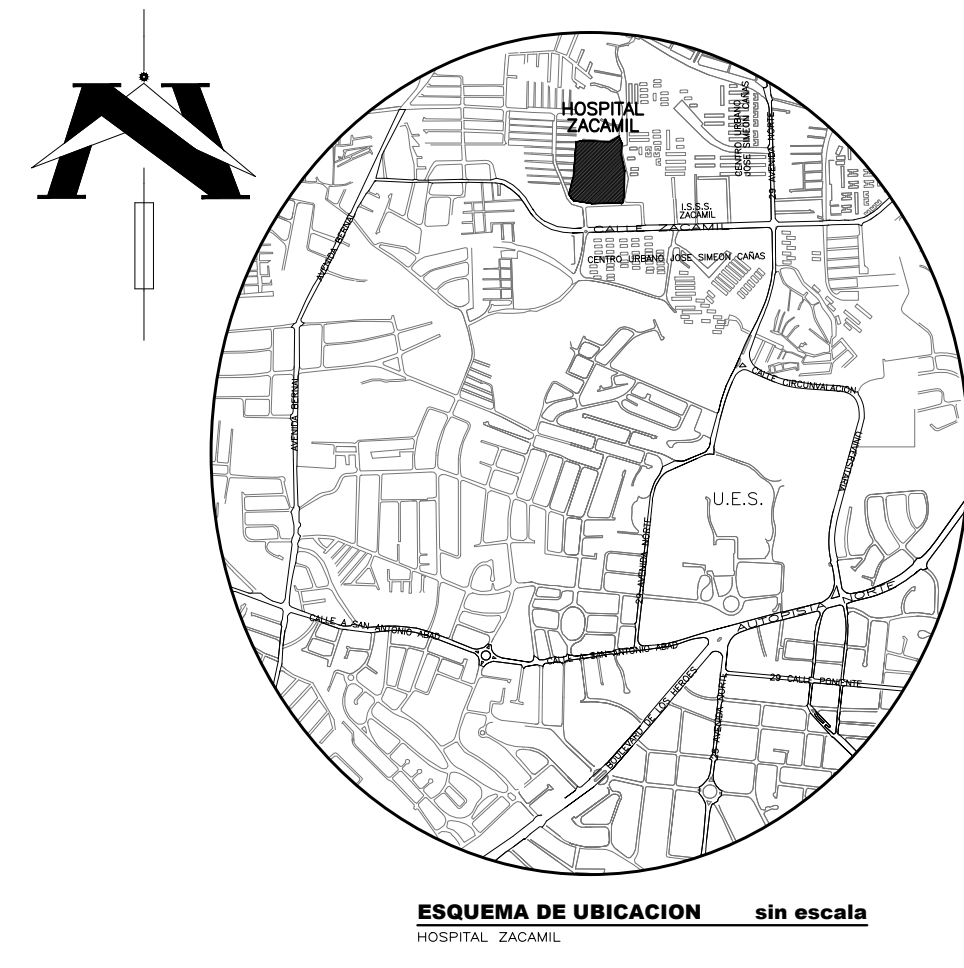 N
HOSPITAL
ZACAMIL
CENTRO URBANO
JOSE SIMEON CAÑAS
29 AVENIDA NORTE
I.S.S.S.
ZACAMIL
CALLE ZACAMIL
CENTRO URBANO JOSE SIMEON CAÑAS
AVENIDA BERNAL
AVENIDA BERNAL
CALLE CIRCUNVALACION
UNIVERSITARIA
U.E.S.
29 AVENIDA NORTE
AUTOPISTA NORTE
CALLE A SAN ANTONIO ABAD
CALLE A SAN ANTONIO ABAD
29 CALLE PONIENTE
BOULEVARD DE LOS HEROES
25 AVENIDA NORTE
ESQUEMA DE UBICACION sin escala
HOSPITAL ZACAMIL